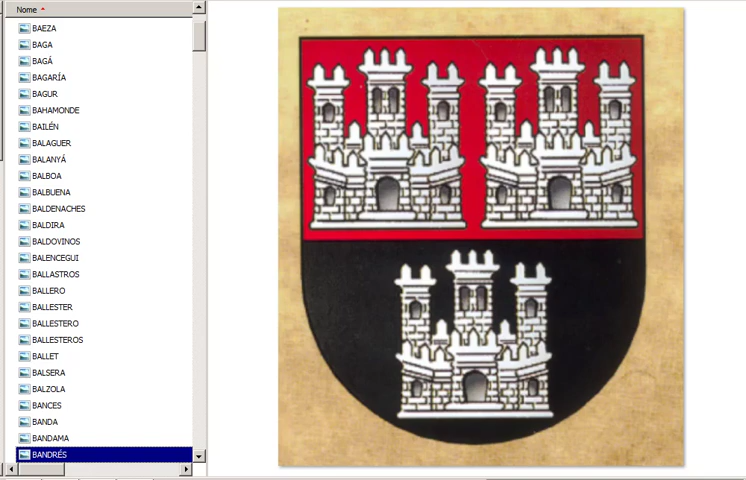 Nome
BAEZA
BAGA
BAGÁ
BAGARÍA
BAGUR
BAHAMONDE
BAILÉN
BALAGUER
BALANYÁ
BALBOA
BALBUENA
BALDENACHES
BALDIRA
BALDOVINOS
BALENCEGUI
BALLASTROS
BALLERO
BALLESTER
BALLESTERO
BALLESTEROS
BALLET
BALSERA
BALZOLA
BANCES
BANDA
BANDAMA
BANDRÉS